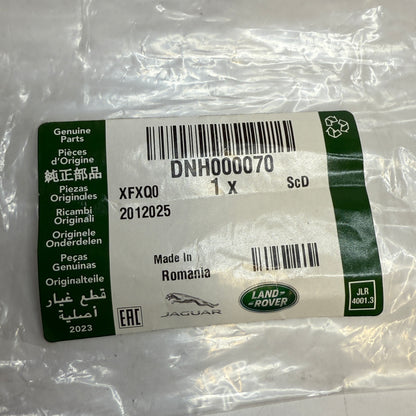 Genuine
Parts
Pièces
d'Origine
純正部品
Piezas
Originales
Ricambi
Originali
Originele
Onderdelen
Peças
Genuinas
Originalteile
قطع غيار
أصلية
2023
DNH000070
XFXQ0 1 X ScD
2012025
Made In
Romania
EAC
JAGUAR
LAND-
ROVER
JLR
4001.3